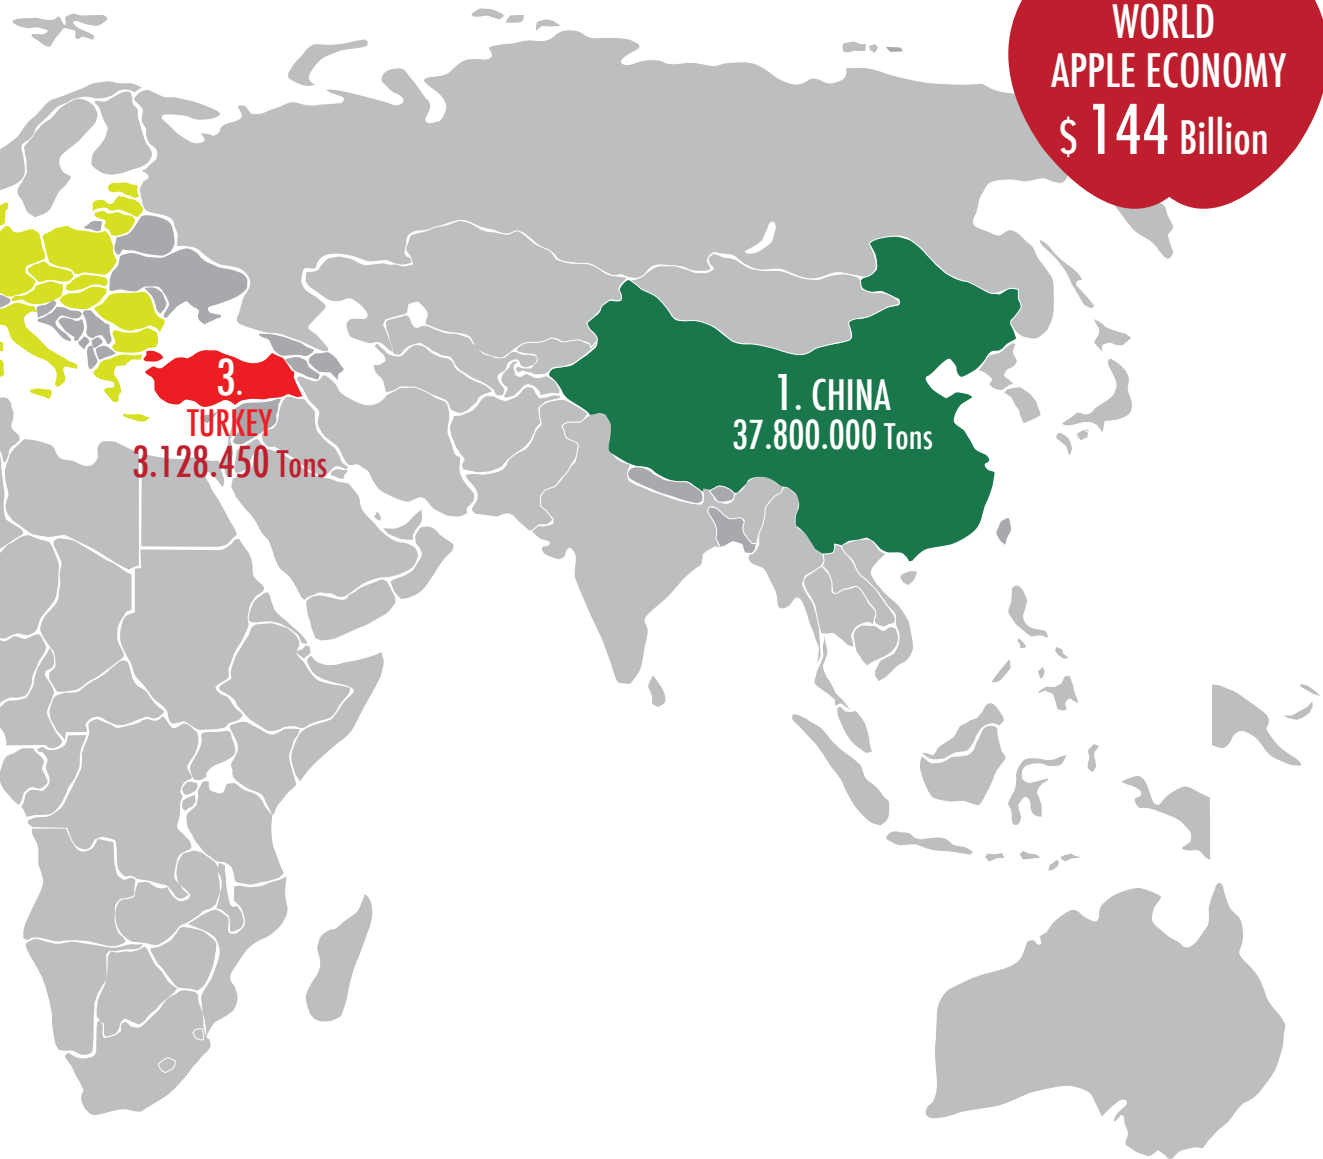 WORLD
APPLE ECONOMY
$ 144 Billion
3.
TURKEY
3.128.450 Tons
1. CHINA
37.800.000 Tons